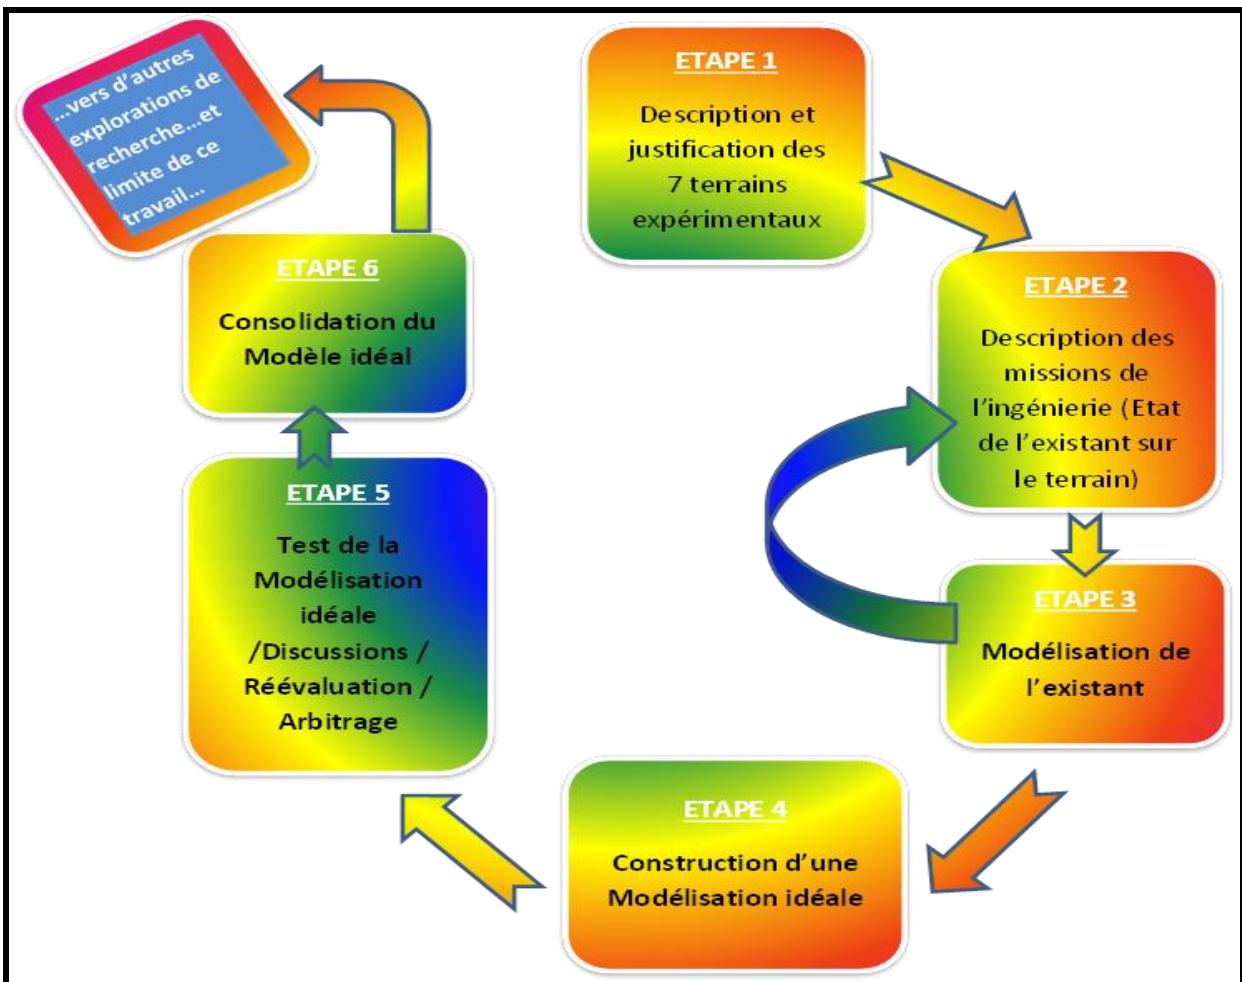 ETAPE 1
Description et
justification des
7 terrains
expérimentaux
ETAPE 2
Description des
missions de
l'ingénierie (Etat
de l'existant sur
le terrain)
ETAPE 3
Modélisation de
l'existant
ETAPE 4
Construction d'une
Modélisation idéale
ETAPE 5
Test de la
Modélisation
idéale
/Discussions /
Réévaluation /
Arbitrage
ETAPE 6
Consolidation du
Modèle idéal
...vers d'autres
explorations de
recherche...et
limite de ce
travail...